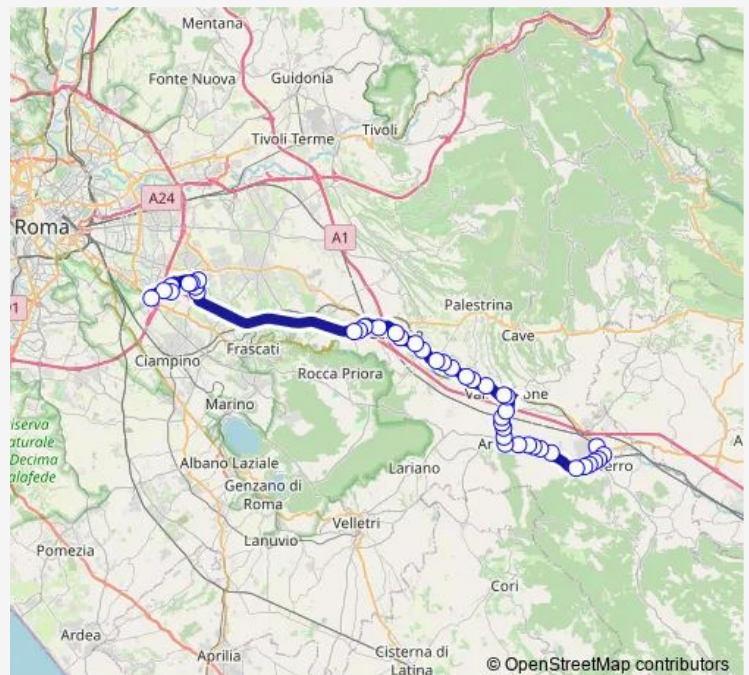 Mentana
Fonte Nuova
Guidonia
Tivoli Terme
Tivoli
A24
Roma
A1
Palestrina
Cave
Frascati
Ciampino
Rocca Priora
Marino
Albano Laziale
Lariano
Genzano di
Roma
Velletri
Lanuvio
Pomezia
Cori
Ardea
Aprilia
Cisterna di
Latina
© OpenStreetMap contributors